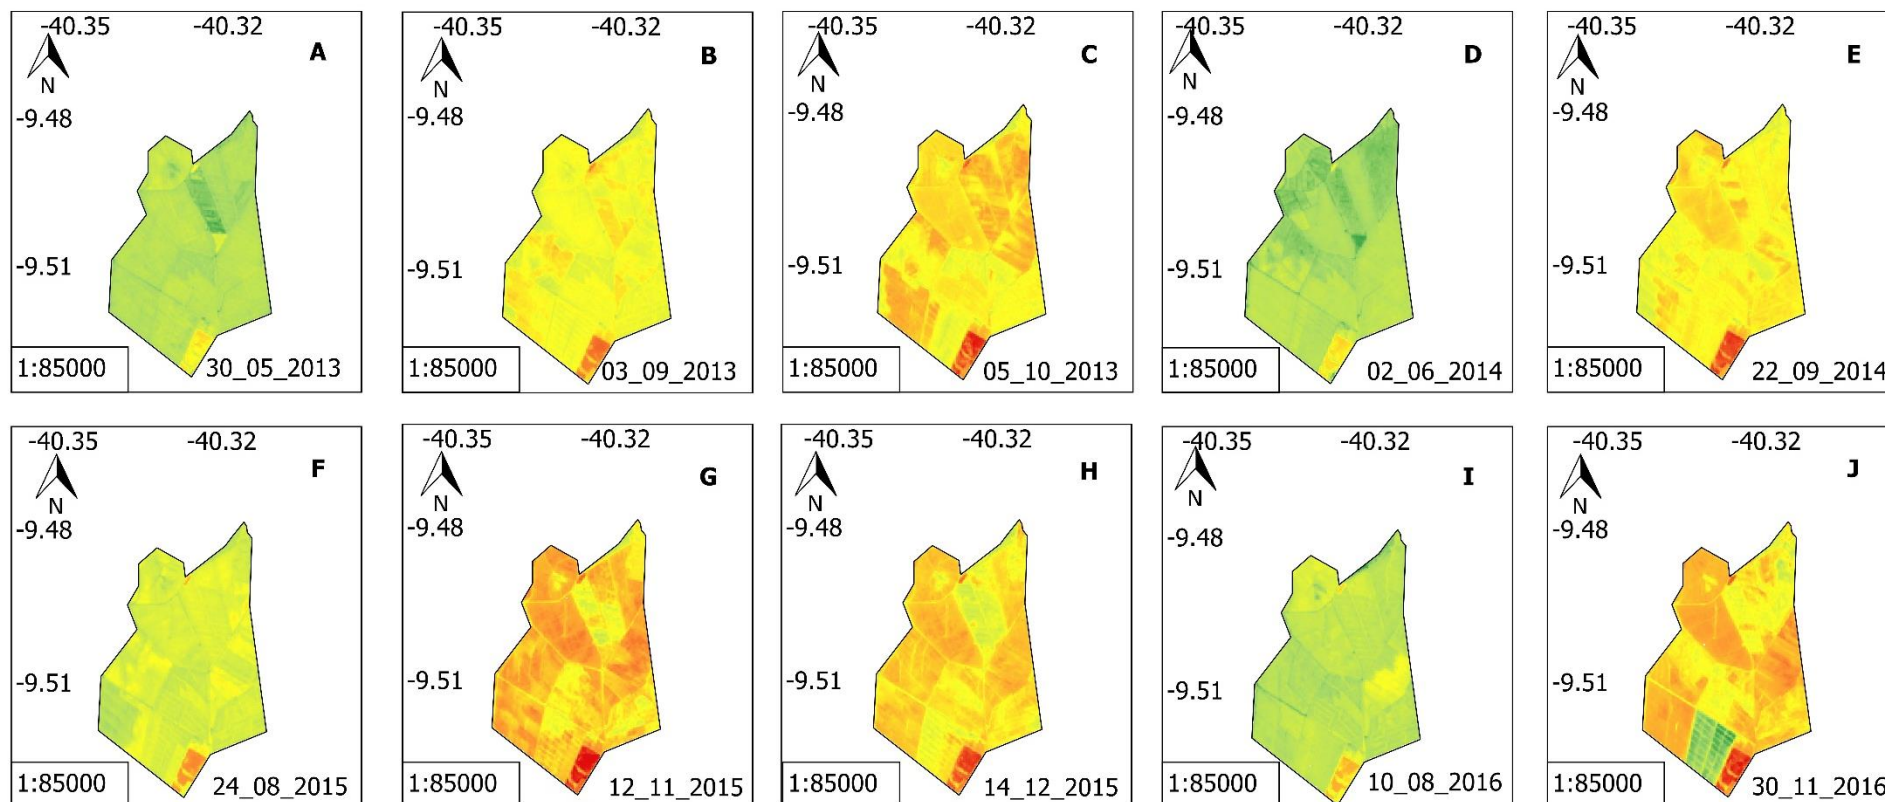 -40.35 -40.32
A
N
-9.48
-9.51
1:85000
30_05_2013
-40.35 -40.32
B
N
-9.48
-9.51
1:85000
03_09_2013
-40.35 -40.32
C
N
-9.48
-9.51
1:85000
05_10_2013
-40.35 -40.32
D
N
-9.48
-9.51
1:85000
02_06_2014
-40.35 -40.32
E
N
-9.48
-9.51
1:85000
22_09_2014
-40.35 -40.32
F
N
-9.48
-9.51
1:85000
24_08_2015
-40.35 -40.32
G
N
-9.48
-9.51
1:85000
12_11_2015
-40.35 -40.32
H
N
-9.48
-9.51
1:85000
14_12_2015
-40.35 -40.32
I
N
-9.48
-9.51
1:85000
10_08_2016
-40.35 -40.32
J
N
-9.48
-9.51
1:85000
30_11_2016